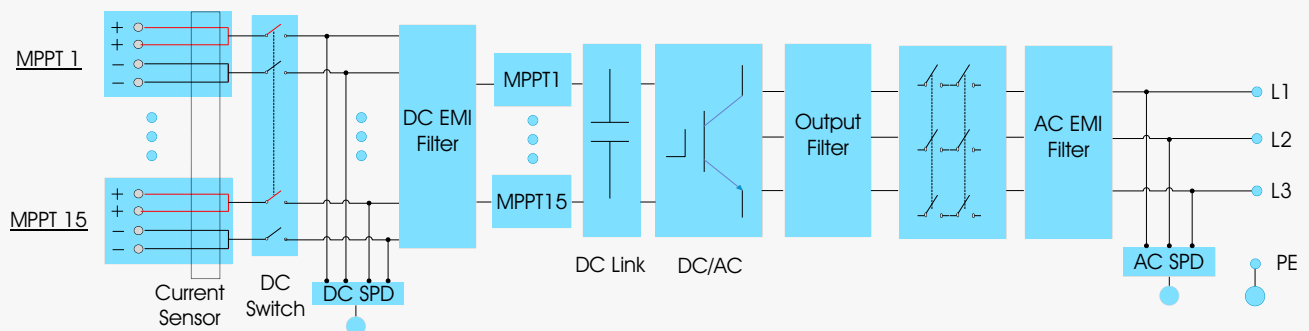 +
+
MPPT 1
−
−
+
+
MPPT 15
−
−
Current
Sensor
DC
Switch
DC SPD
DC EMI
Filter
MPPT1
MPPT15
DC Link
DC/AC
Output
Filter
AC EMI
Filter
L1
L2
L3
AC SPD
PE